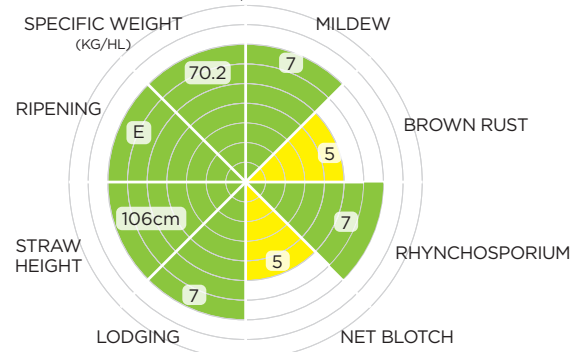 SPECIFIC WEIGHT
(KG/HL)
MILDEW
70.2
7
RIPENING
E
BROWN RUST
5
106cm
7
STRAW
HEIGHT
RHYNCHOSPORIUM
7
5
LODGING
NET BLOTCH